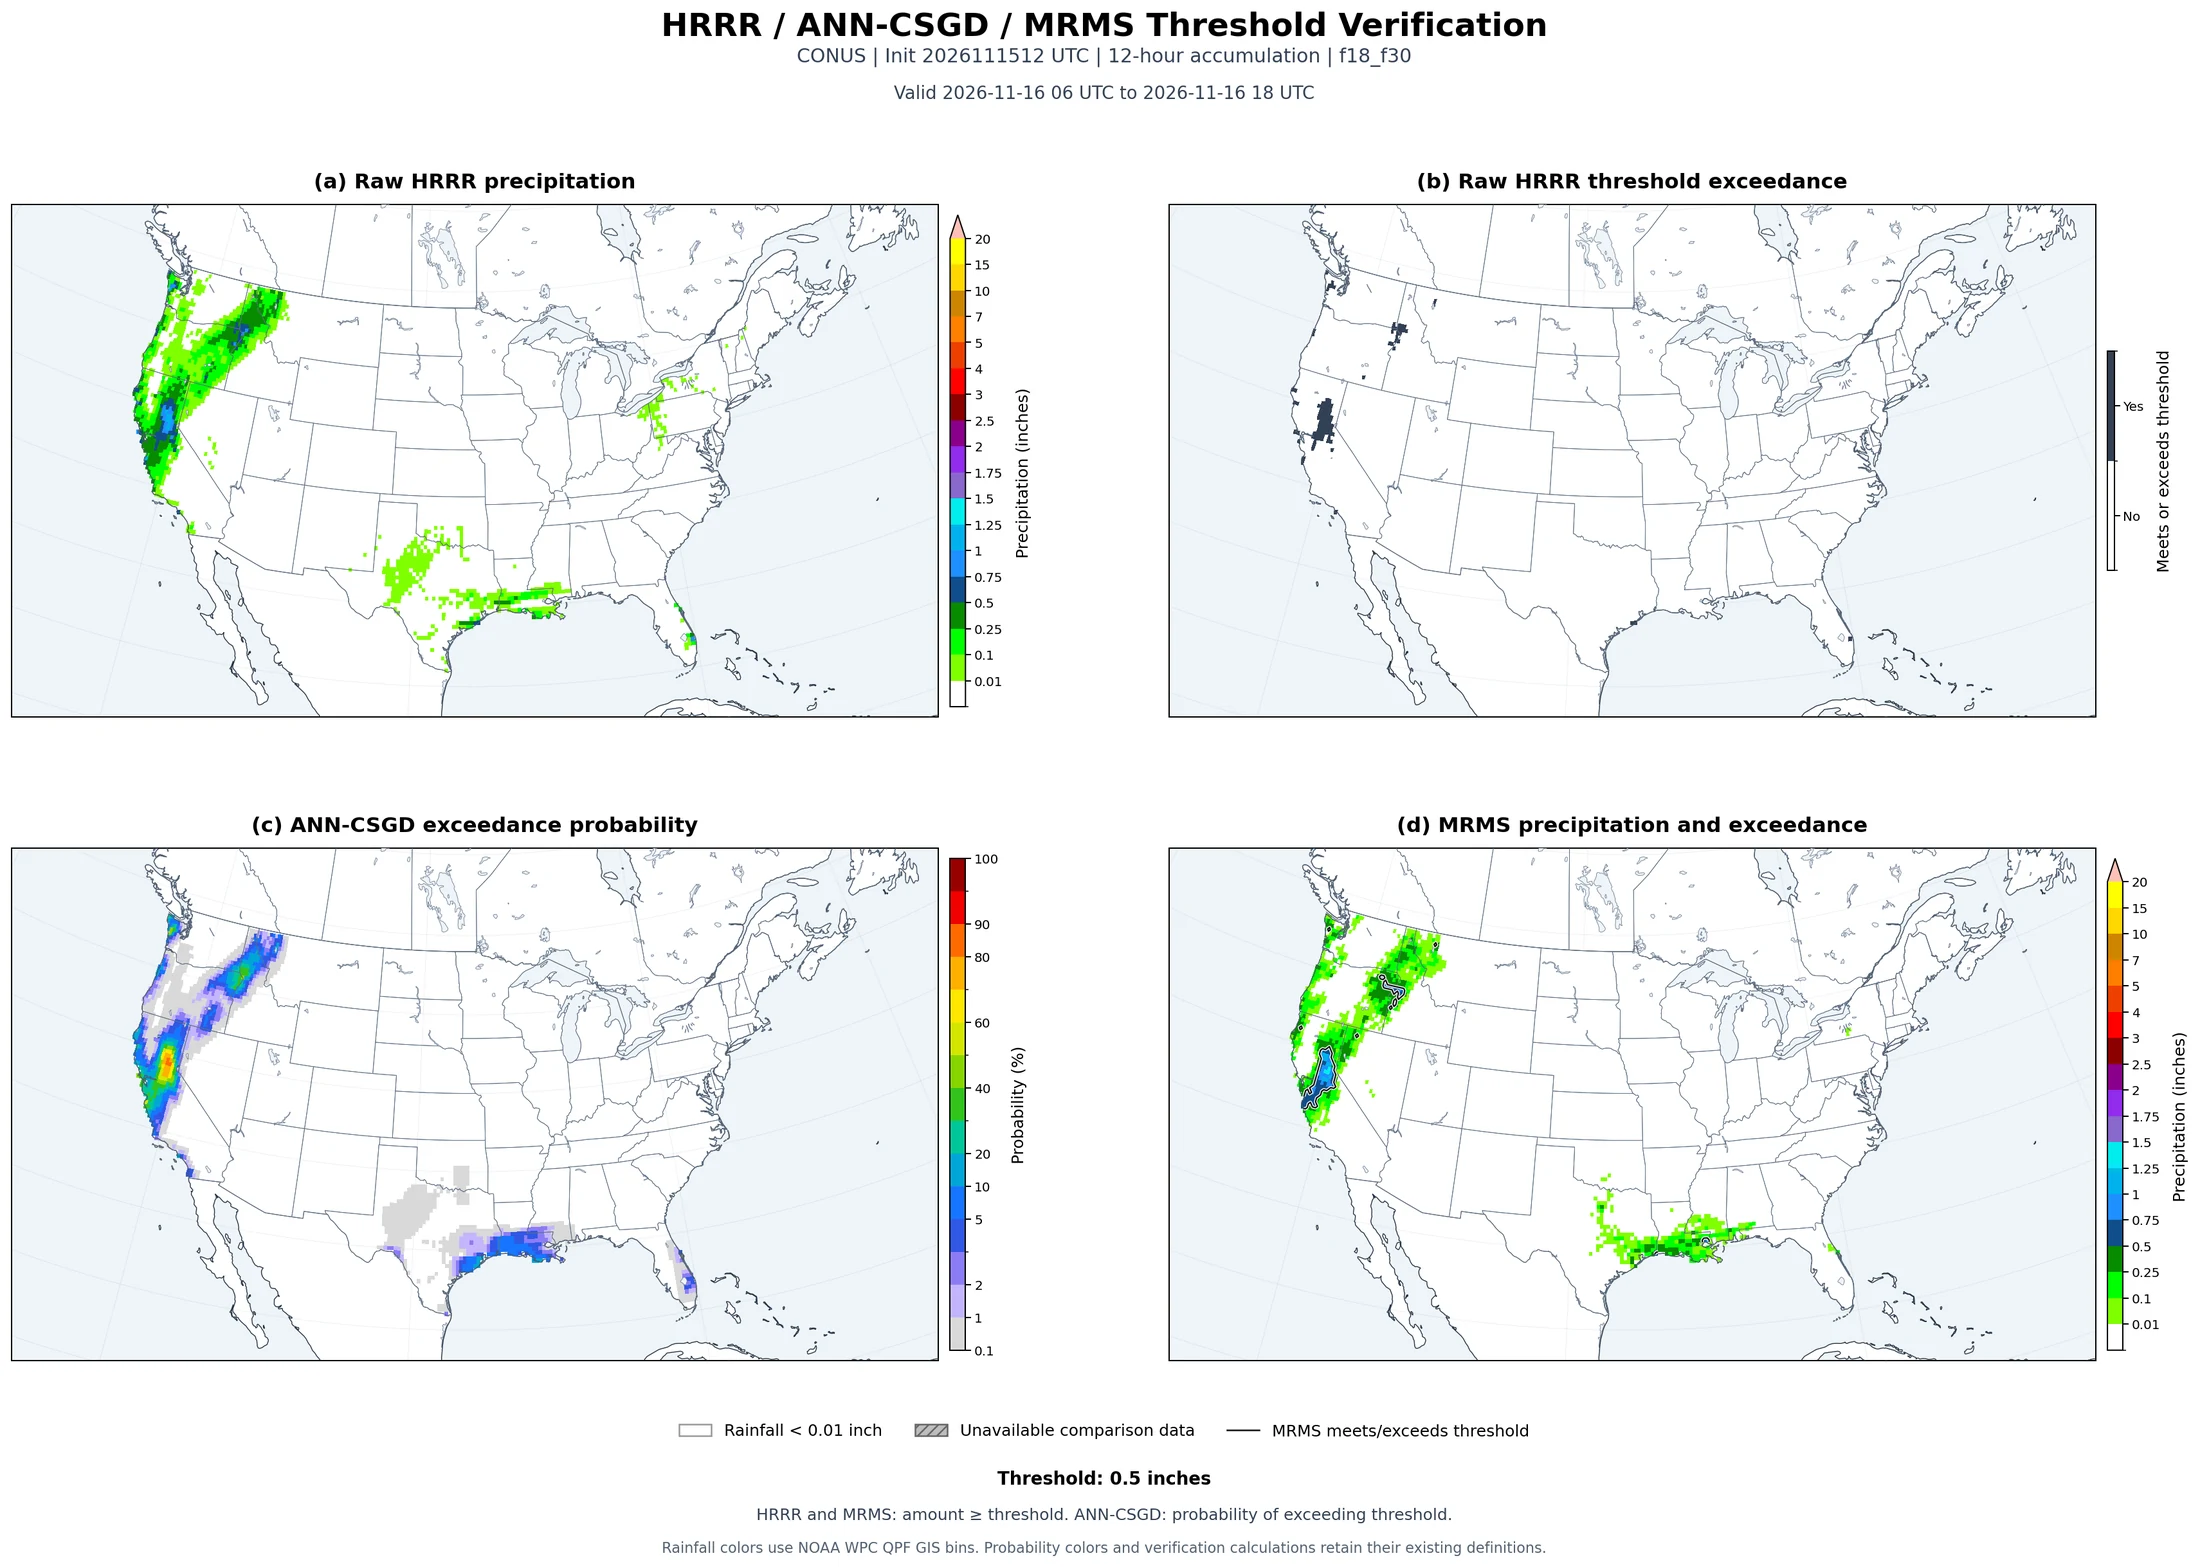 HRRR / ANN-CSGD / MRMS Threshold Verification
CONUS | Init 2026111512 UTC | 12-hour accumulation | f18_f30
Valid 2026-11-16 06 UTC to 2026-11-16 18 UTC
(a) Raw HRRR precipitation
20
15
10
7
5
4
3
2.5
2
1.75
1.5
1.25
1
0.75
0.5
0.25
0.1
0.01
Precipitation (inches)
(b) Raw HRRR threshold exceedance
Yes
No
Meets or exceeds threshold
(c) ANN-CSGD exceedance probability
100
90
80
60
40
20
10
5
2
1
0.1
Probability (%)
(d) MRMS precipitation and exceedance
20
15
10
7
5
4
3
2.5
2
1.75
1.5
1.25
1
0.75
0.5
0.25
0.1
0.01
Precipitation (inches)
Rainfall < 0.01 inch
Unavailable comparison data
MRMS meets/exceeds threshold
Threshold: 0.5 inches
HRRR and MRMS: amount ≥ threshold. ANN-CSGD: probability of exceeding threshold.
Rainfall colors use NOAA WPC QPF GIS bins. Probability colors and verification calculations retain their existing definitions.